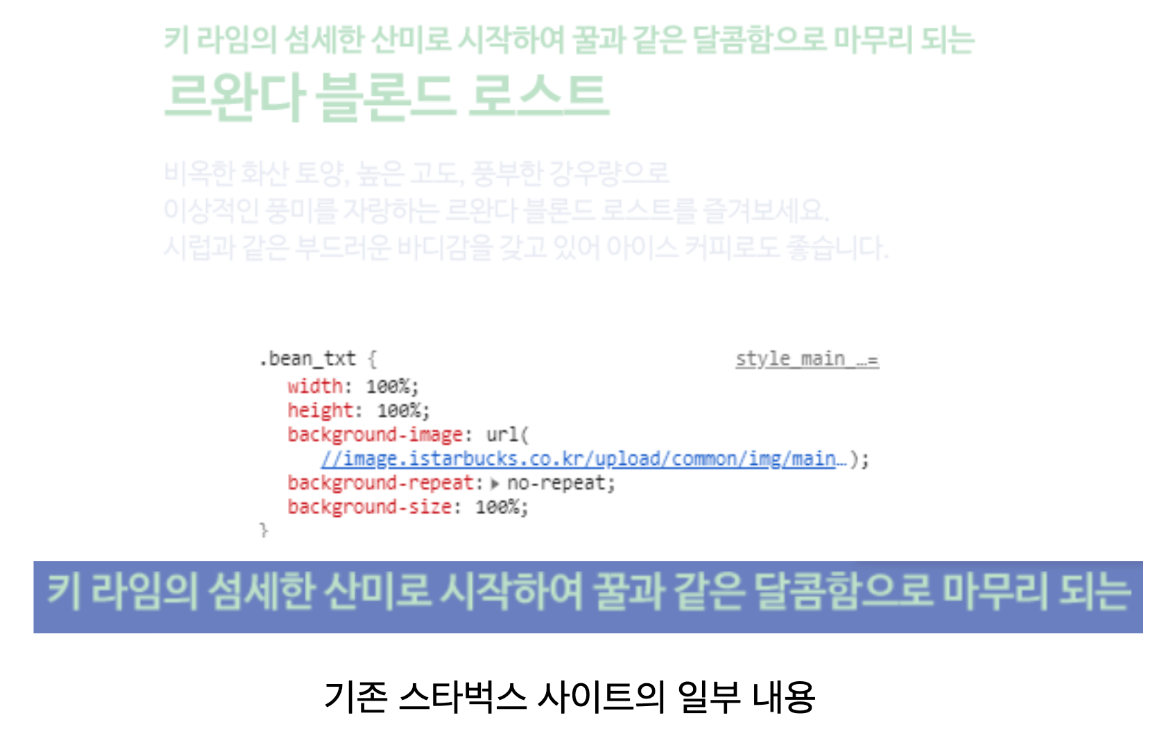 키 라임의 섬세한 산미로 시작하여 꿀과 같은 달콤함으로 마무리 되는
르완다 블론드 로스트
비옥한 화산 토양, 높은 고도, 풍부한 강우량으로
이상적인 풍미를 자랑하는 르완다 블론드 로스트를 즐겨보세요.
시럽과 같은 부드러운 바디감을 갖고 있어 아이스 커피로도 좋습니다.
.bean_txt { style_main_…=
width: 100%;
height: 100%;
background-image: url(
//image.istarbucks.co.kr/upload/common/img/main…);
background-repeat: ▶ no-repeat;
background-size: 100%;
}
키 라임의 섬세한 산미로 시작하여 꿀과 같은 달콤함으로 마무리 되는
기존 스타벅스 사이트의 일부 내용